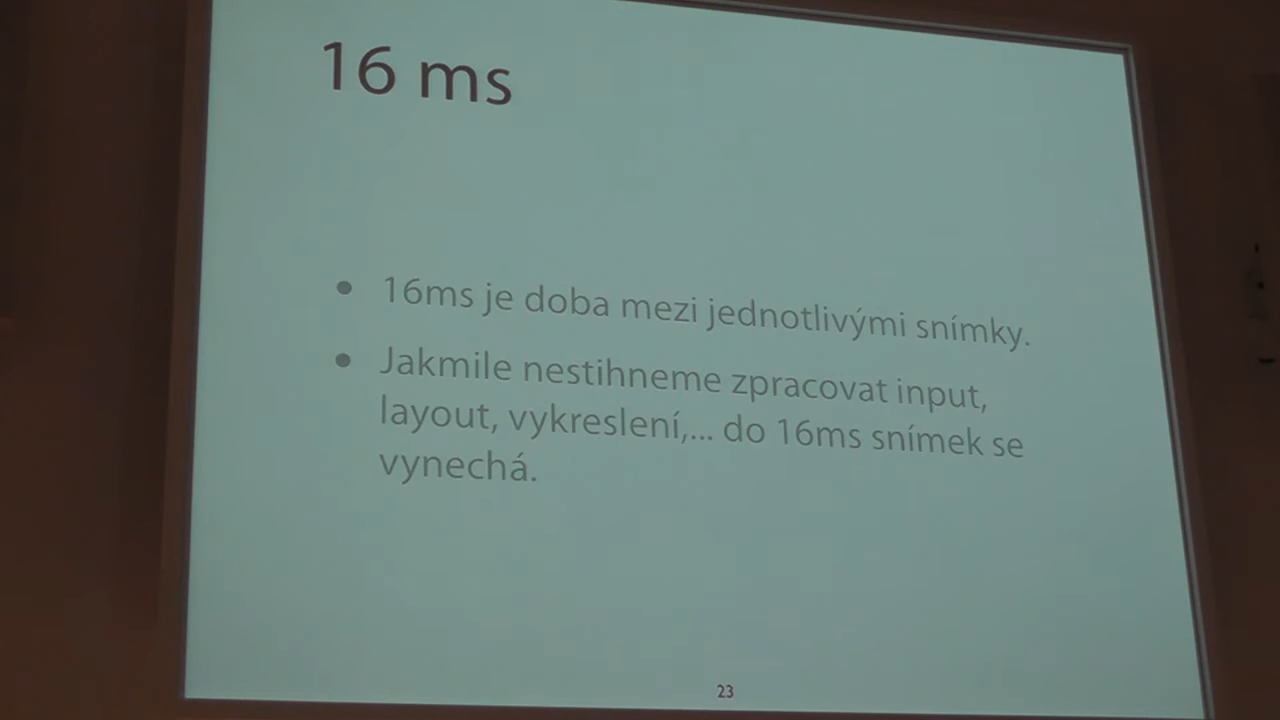 16 ms
• 16ms je doba mezi jednotlivými snímky.
• Jakmile nestihneme zpracovat input,
layout, vykreslení,... do 16ms snímek se
vynechá.
23